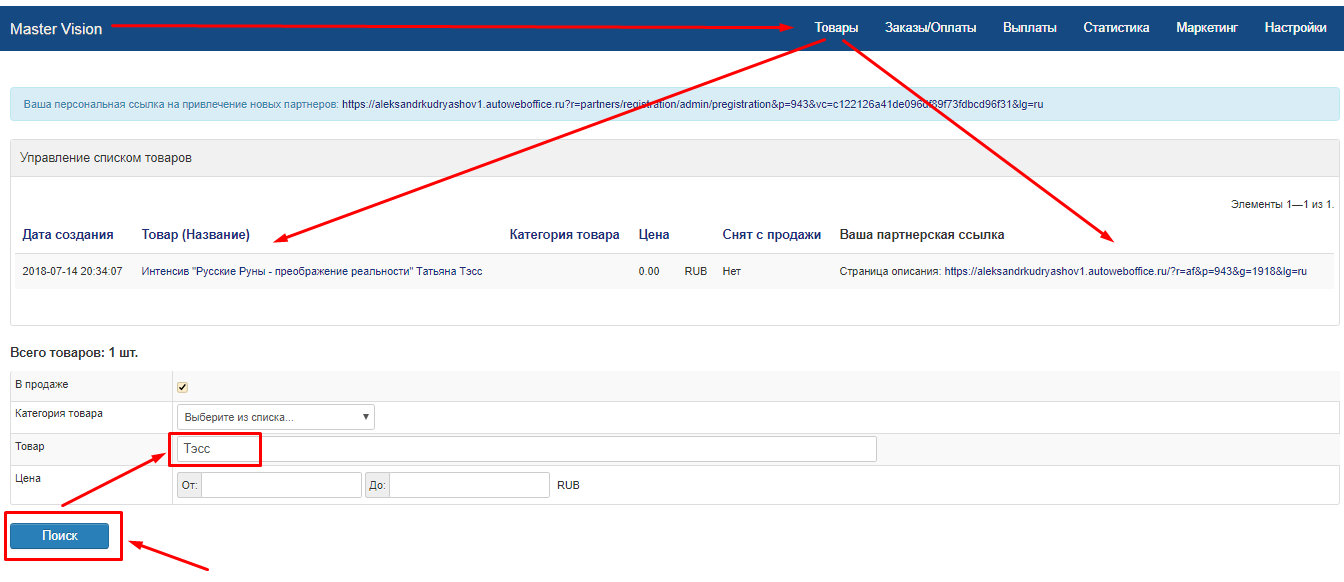 Master Vision Товары Заказы/Оплаты Выплаты Статистика Маркетинг Настройки
Ваша персональная ссылка на привлечение новых партнеров: https://aleksandrkudryashov1.autoweboffice.ru?r=partners/registration/admin/pregistration&p=943&vc=c122126a41de096df89f73fdbcd96f31&lg=ru
Управление списком товаров
Элементы 1—1 из 1.
Дата создания Товар (Название) Категория товара Цена Снят с продажи Ваша партнерская ссылка
2018-07-14 20:34:07 Интенсив "Русские Руны - преображение реальности" Татьяна Тэсс 0.00 RUB Нет Страница описания: https://aleksandrkudryashov1.autoweboffice.ru/?r=af&p=943&g=1918&lg=ru
Всего товаров: 1 шт.
В продаже
Категория товара Выберите из списка...
Товар Тэсс
Цена От: До: RUB
Поиск